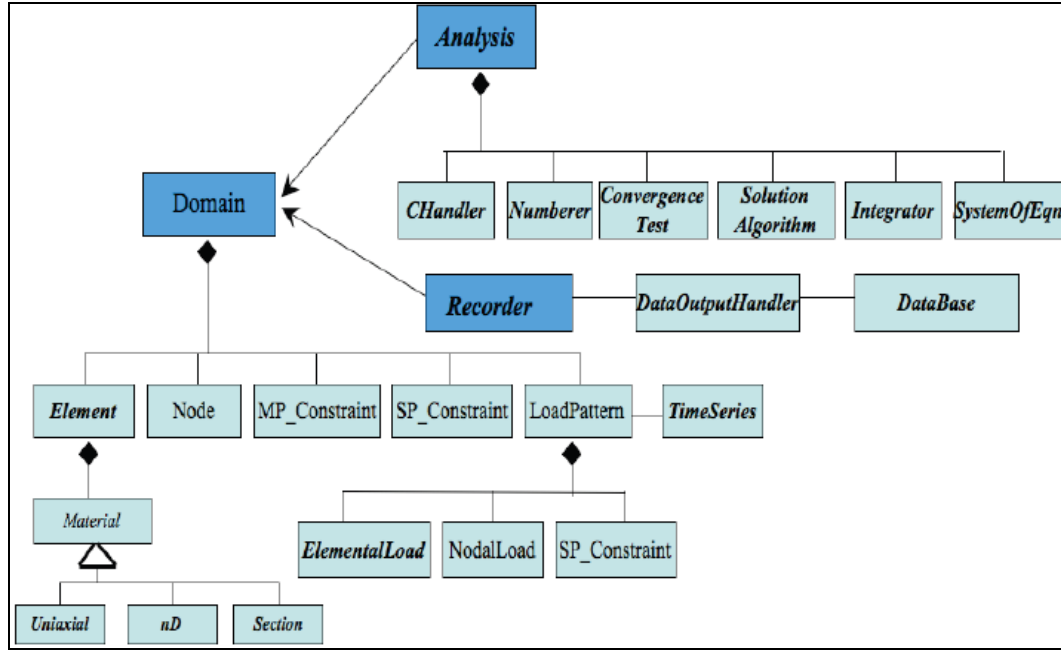 Analysis
Domain
CHandler
Numberer
Convergence
Test
Solution
Algorithm
Integrator
SystemOfEqn
Recorder
DataOutputHandler
DataBase
Element
Node
MP_Constraint
SP_Constraint
LoadPattern
TimeSeries
Material
ElementalLoad
NodalLoad
SP_Constraint
Uniaxial
nD
Section